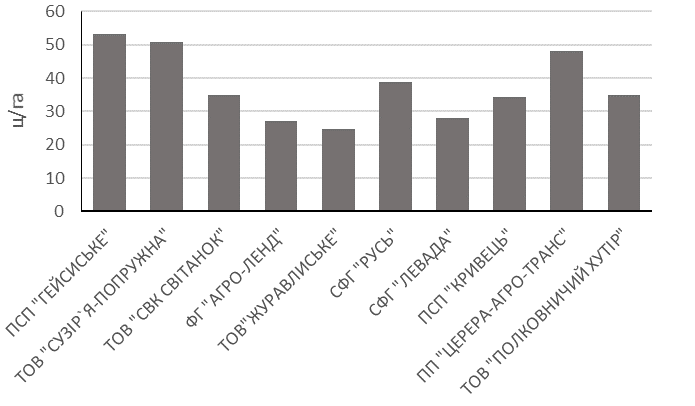 60
50
40
30
20
10
0
ц/га
ПСП "ГЕЙСИСЬКЕ"
ТОВ "СУЗІР`Я-ПОПРУЖНА"
ТОВ "СВК СВІТАНОК"
ФГ "АГРО-ЛЕНД"
ТОВ"ЖУРАВЛИСЬКЕ"
СФГ "РУСЬ"
СФГ "ЛЕВАДА"
ПСП "КРИВЕЦЬ"
ПП "ЦЕРЕРА-АГРО-ТРАНС"
ТОВ "ПОЛКОВНИЧИЙ ХУТІР"